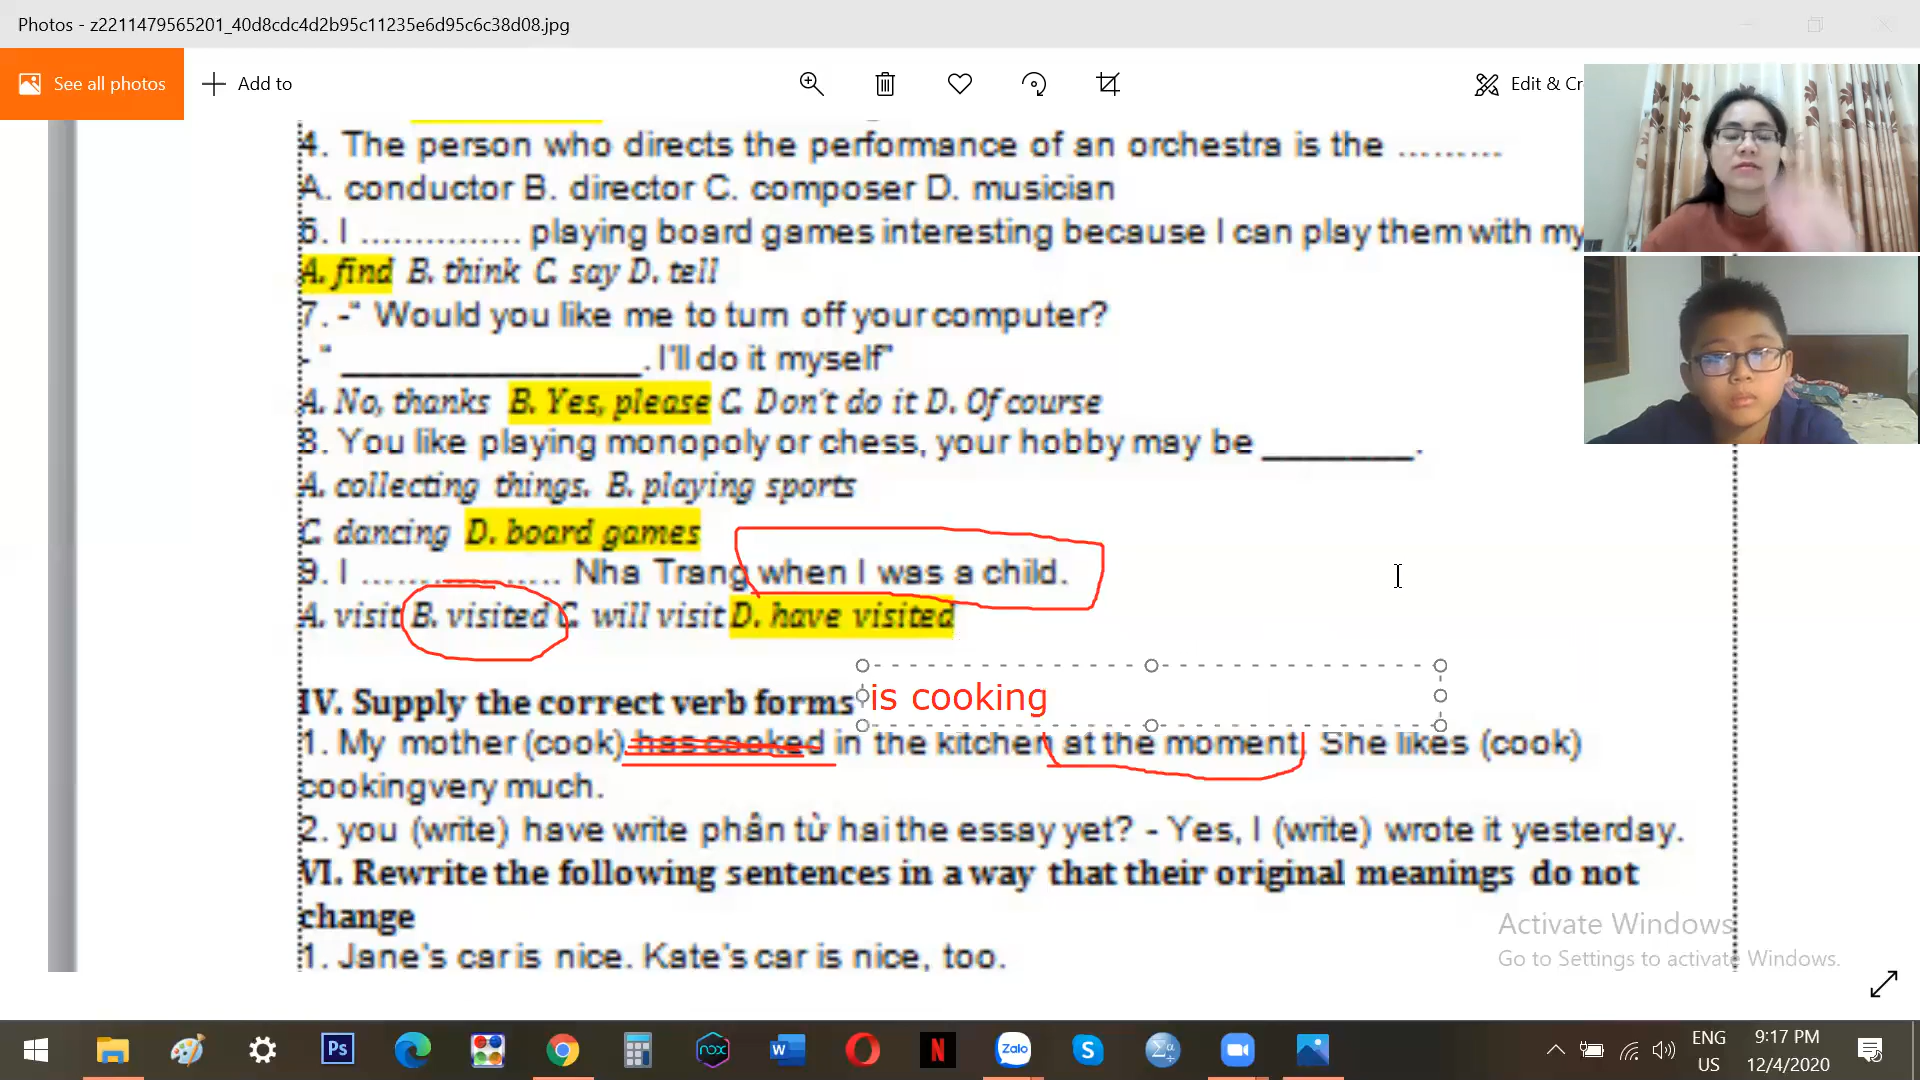 Photos - z2211479565201_40d8cdc4d2b95c11235e6d95c6c38d08.jpg
See all photos
Add to
Edit & Cr
4. The person who directs the performance of an orchestra is the ..........
A. conductor B. director C. composer D. musician
6. I ............... playing board games interesting because I can play them with my
A. find B. think C. say D. tell
7. -“ Would you like me to turn off your computer?
- “ ________________. I'll do it myself”
A. No, thanks B. Yes, please C. Don't do it D. Of course
8. You like playing monopoly or chess, your hobby may be ________.
A. collecting things. B. playing sports
C. dancing D. board games
9. I ...................... Nha Trang when I was a child.
A. visit B. visited C. will visit D. have visited
is cooking
IV. Supply the correct verb forms
1. My mother (cook) has cooked in the kitchen at the moment. She likes (cook)
cookingvery much.
2. you (write) have write phân từ hai the essay yet? - Yes, I (write) wrote it yesterday.
VI. Rewrite the following sentences in a way that their original meanings do not
change
1. Jane's car is nice. Kate's car is nice, too.
Activate Windows
Go to Settings to activate Windows.
Ps
nox
W
N
Zalo
S
Σα
ENG
US
9:17 PM
12/4/2020